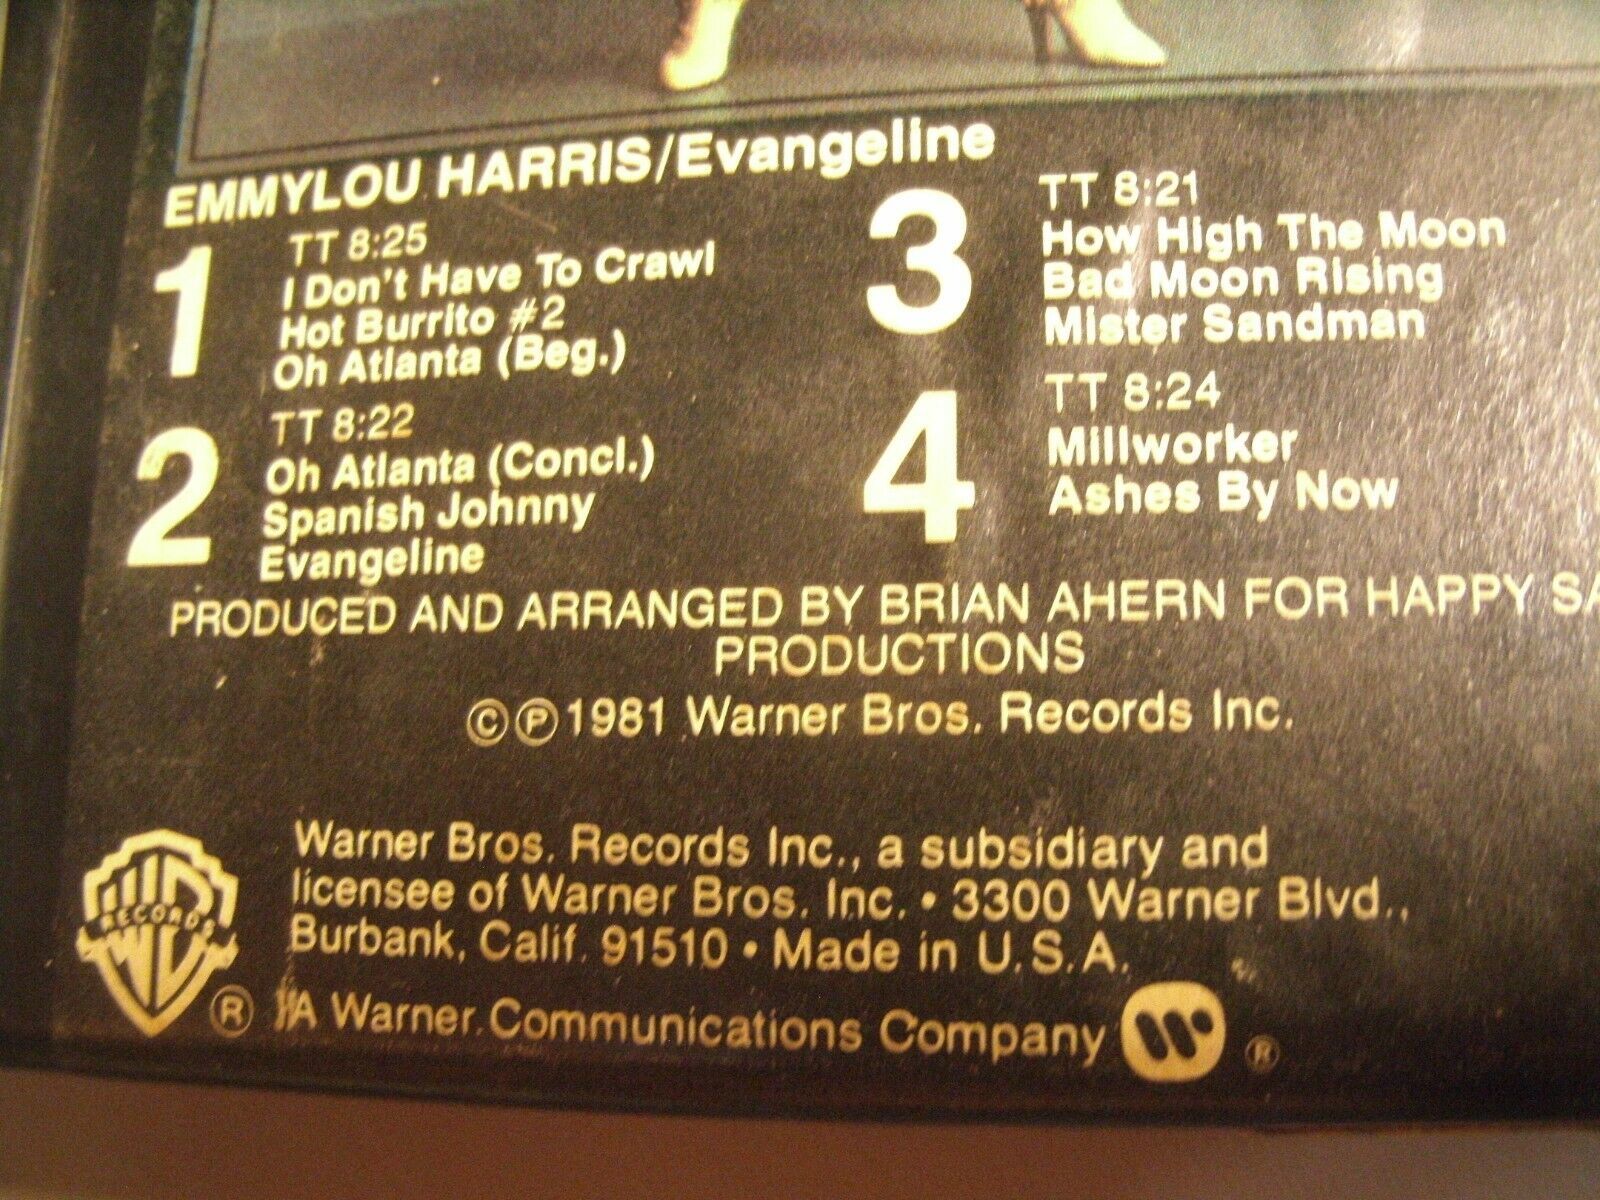 EMMYLOU HARRIS/Evangeline
1
TT 8:25
I Don't Have To Crawl
Hot Burrito #2
Oh Atlanta (Beg.)
2
TT 8:22
Oh Atlanta (Concl.)
Spanish Johnny
Evangeline
3
TT 8:21
How High The Moon
Bad Moon Rising
Mister Sandman
4
TT 8:24
Millworker
Ashes By Now
PRODUCED AND ARRANGED BY BRIAN AHERN FOR HAPPY
PRODUCTIONS
©℗1981 Warner Bros. Records Inc.
Warner Bros. Records Inc., a subsidiary and
licensee of Warner Bros. Inc. • 3300 Warner Blvd.,
Burbank, Calif. 91510 • Made in U.S.A.
RECORDS
® A Warner Communications Company ®